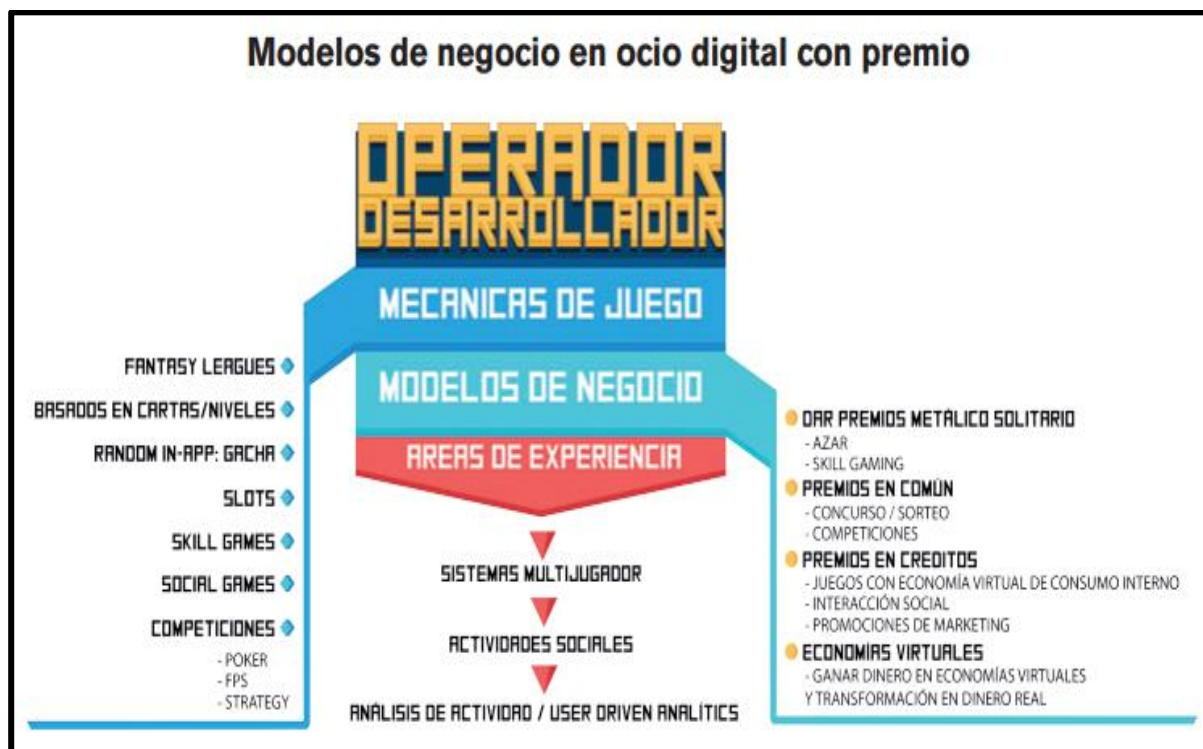 Modelos de negocio en ocio digital con premio
OPERADOR
DESARROLLADOR
MECANICAS DE JUEGO
FANTASY LEAGUES
BASADOS EN CARTAS/NIVELES
RANDOM IN-APP: GACHA
SLOTS
SKILL GAMES
SOCIAL GAMES
COMPETICIONES
- POKER
- FPS
- STRATEGY
MODELOS DE NEGOCIO
DAR PREMIOS METÁLICO SOLITARIO
- AZAR
- SKILL GAMING
PREMIOS EN COMÚN
- CONCURSO / SORTEO
- COMPETICIONES
PREMIOS EN CREDITOS
- JUEGOS CON ECONOMÍA VIRTUAL DE CONSUMO INTERNO
- INTERACCIÓN SOCIAL
- PROMOCIONES DE MARKETING
ECONOMÍAS VIRTUALES
- GANAR DINERO EN ECONOMÍAS VIRTUALES
Y TRANSFORMACIÓN EN DINERO REAL
AREAS DE EXPERIENCIA
SISTEMAS MULTIJUGADOR
ACTIVIDADES SOCIALES
ANÁLISIS DE ACTIVIDAD / USER DRIVEN ANALÍTICS